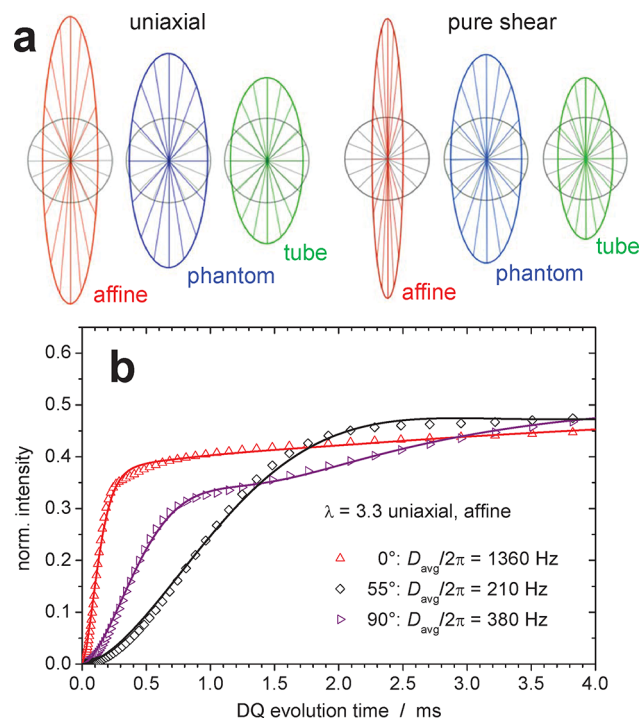 a
uniaxial
pure shear
affine
phantom
tube
affine
phantom
tube
b
norm. intensity
0.6
0.5
0.4
0.3
0.2
0.1
0.0
λ = 3.3 uniaxial, affine
0°: Davg/2π = 1360 Hz
55°: Davg/2π = 210 Hz
90°: Davg/2π = 380 Hz
0.0 0.5 1.0 1.5 2.0 2.5 3.0 3.5 4.0
DQ evolution time / ms